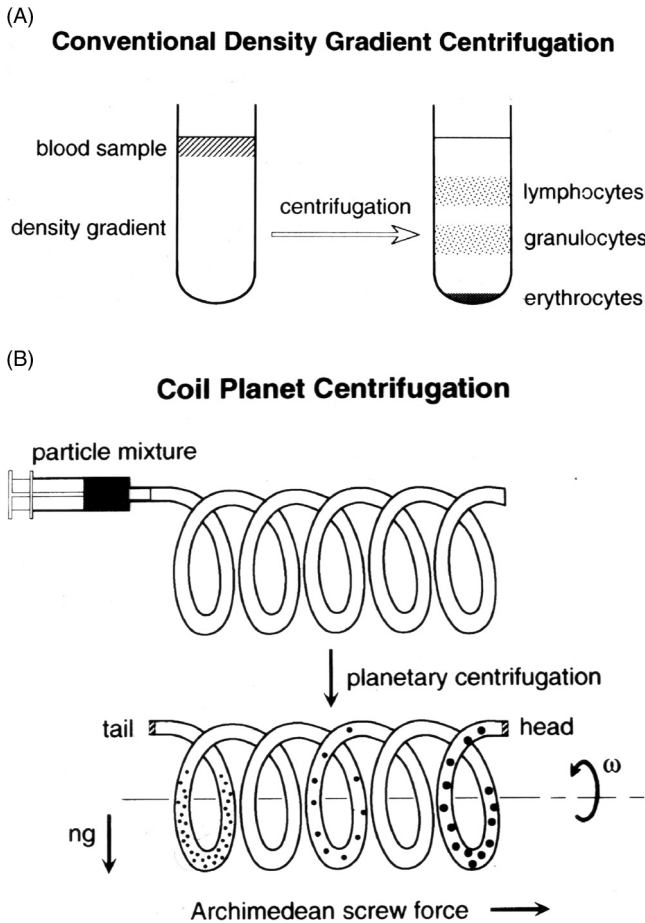 (A)
Conventional Density Gradient Centrifugation
blood sample
density gradient
centrifugation
lymphocytes
granulocytes
erythrocytes
(B)
Coil Planet Centrifugation
particle mixture
planetary centrifugation
tail
head
ω
ng
Archimedean screw force